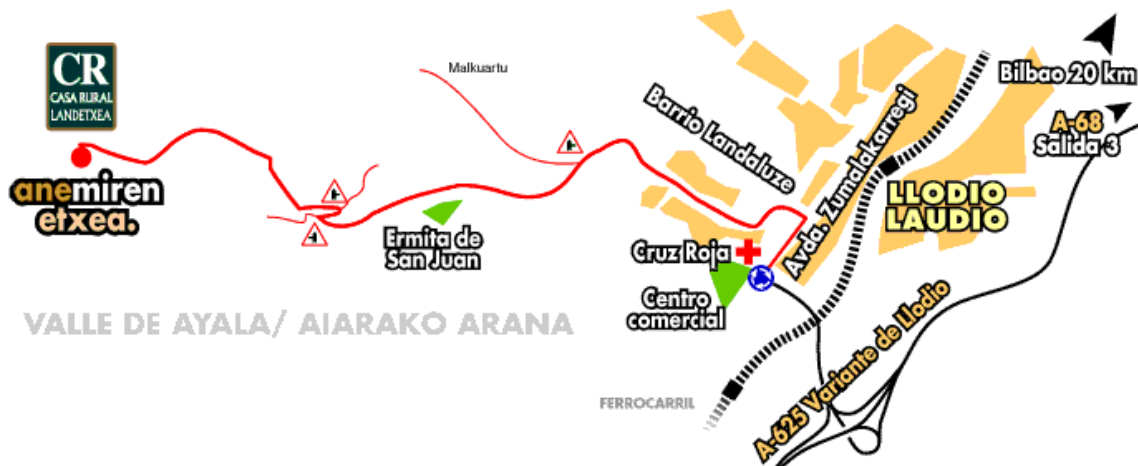 CR
CASA RURAL
LANDETXEA
anemiren
etxea.
Malkuartu
Ermita de
San Juan
VALLE DE AYALA/ AIARAKO ARANA
Barrio Landaluze
Avda. Zumalakarregi
Cruz Roja
Centro
comercial
FERROCARRIL
LLODIO
LAUDIO
Bilbao 20 km
A-68
Salida 3
A-625 Variante de Llodio